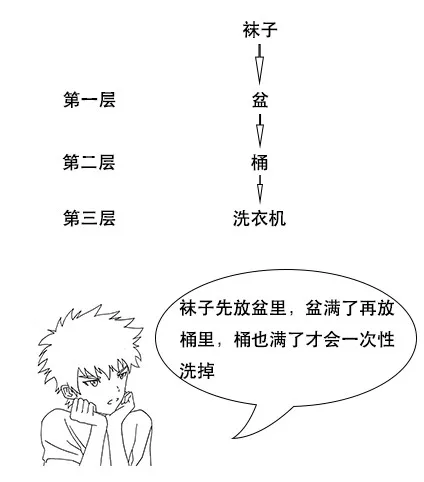 袜子
第一层 盆
第二层 桶
第三层 洗衣机
袜子先放盆里，盆满了再放
桶里，桶也满了才会一次性
洗掉